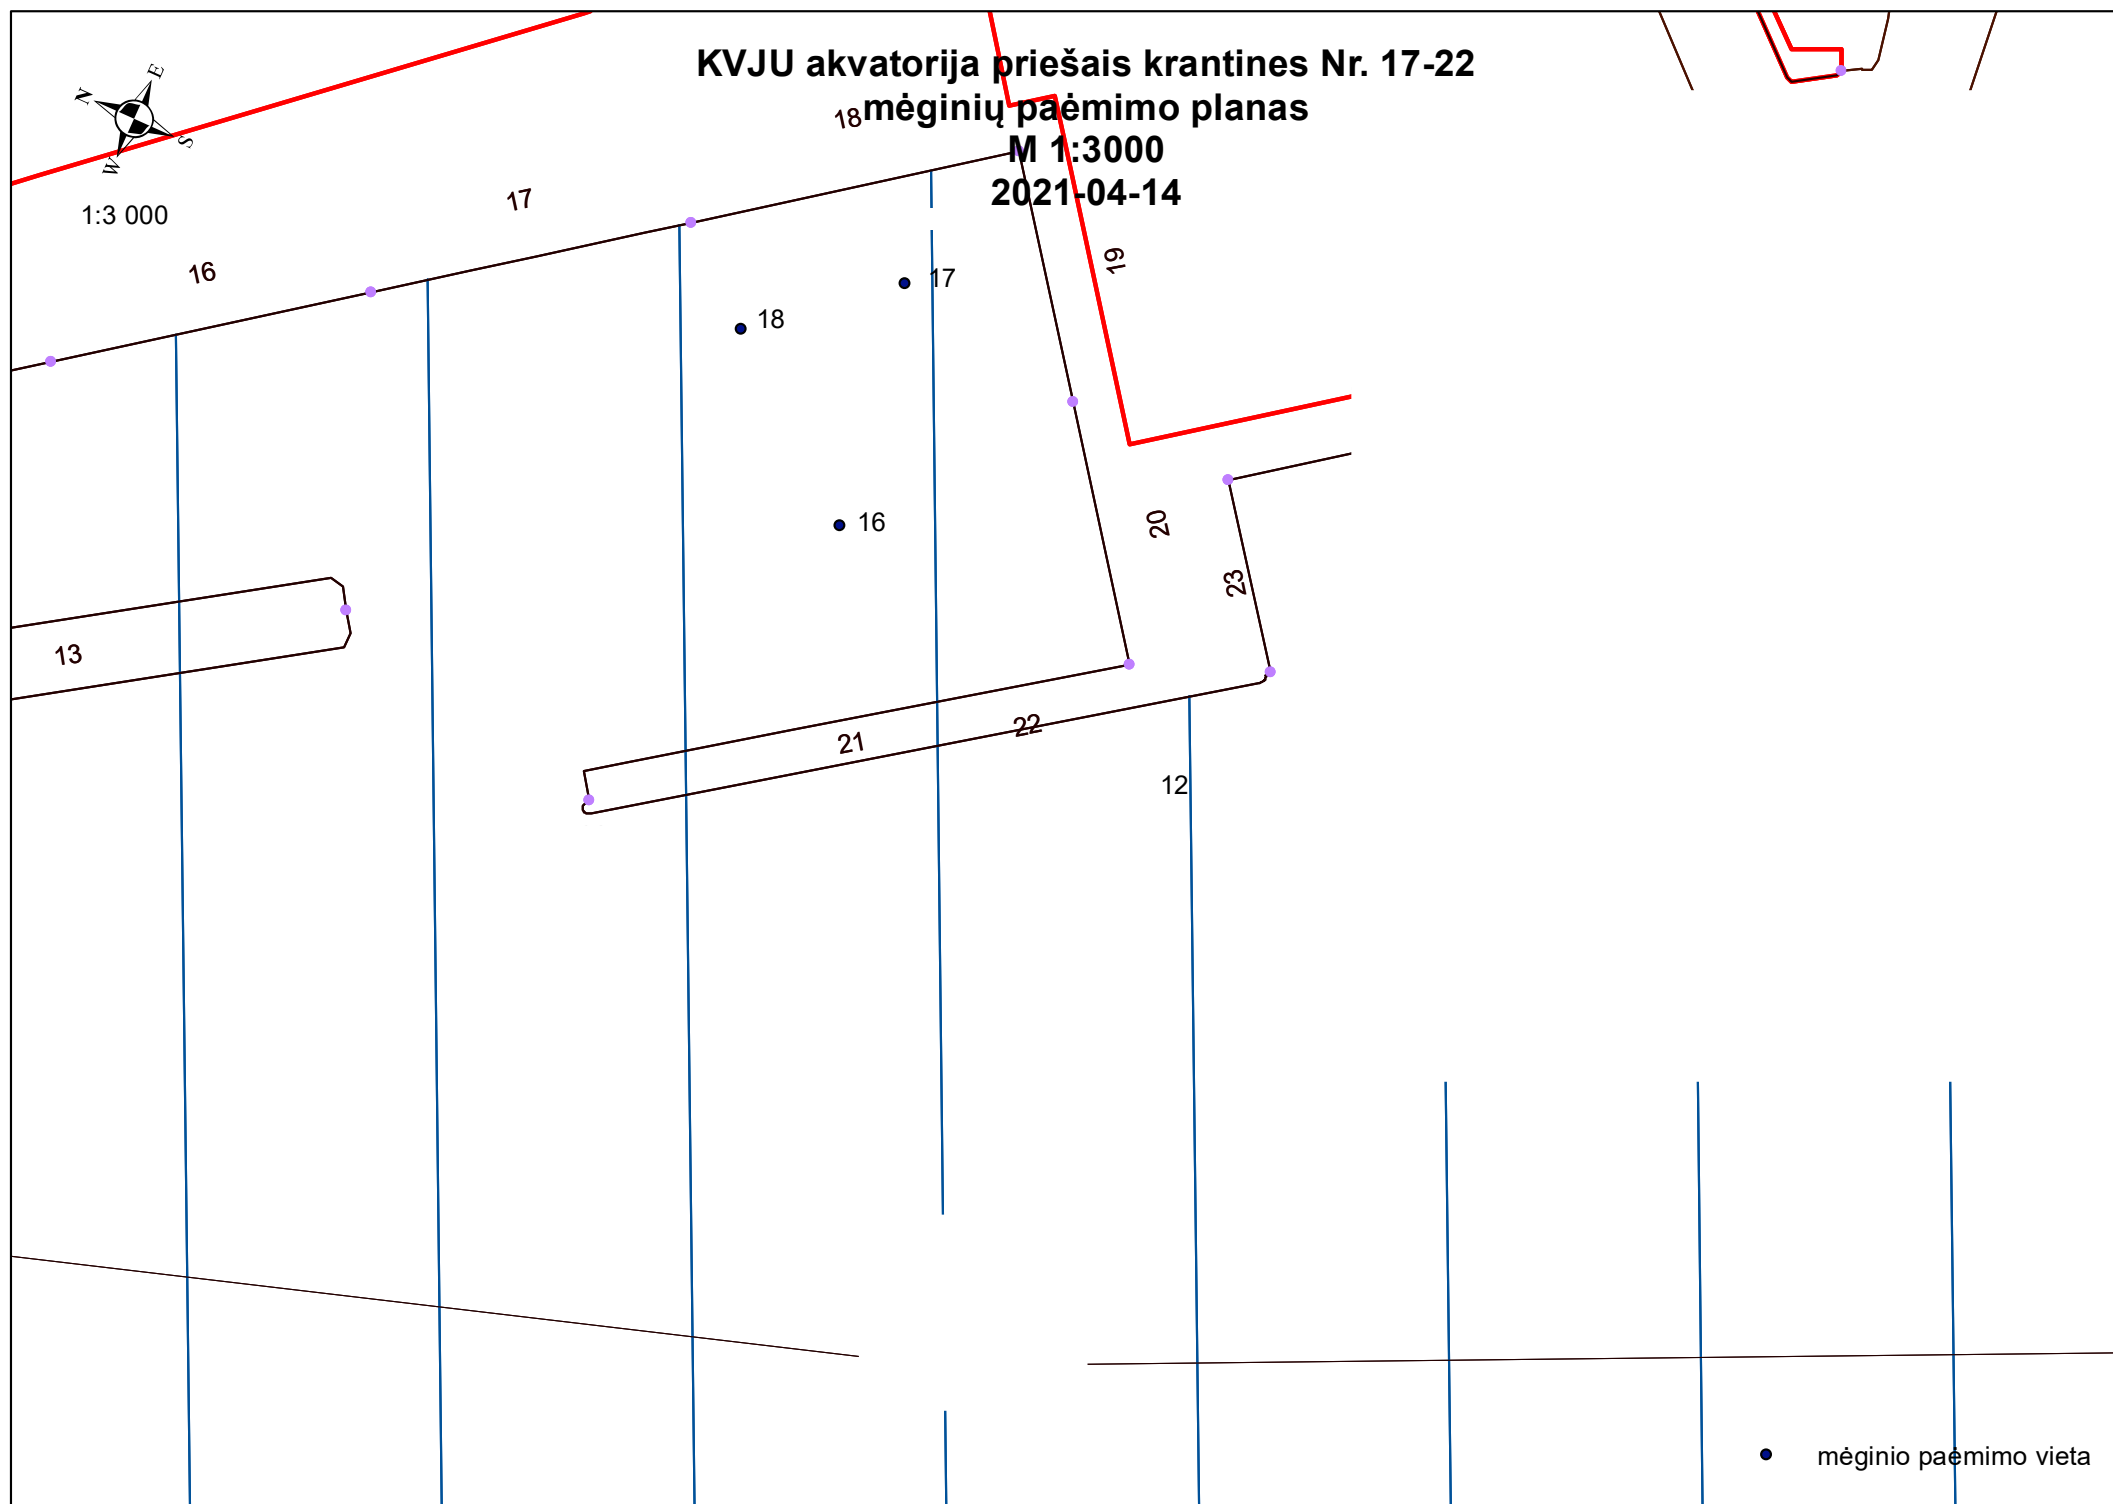 KVJU akvatorija priešais krantines Nr. 17-22
mėginių paėmimo planas
M 1:3000
2021-04-14
E
N
S
W
1:3 000
18
17
16
19
17
18
16
20
23
13
22
21
12
mėginio paėmimo vieta